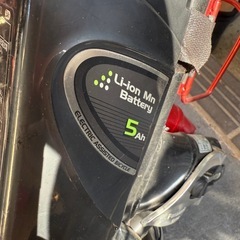 Li-ion Mn
Battery
5Ah
ELECTRIC ASSISTED BICYCLE